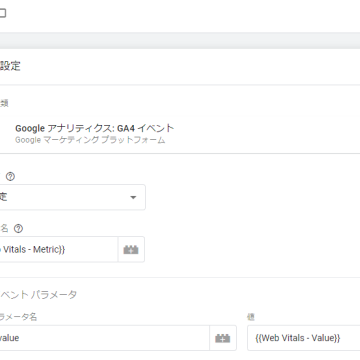 設定
類
Google アナリティクス: GA4 イベント
Google マーケティング プラットフォーム
定
名
Vitals - Metric}}
ベント パラメータ
ラメータ名
値
value
{{Web Vitals - Value}}